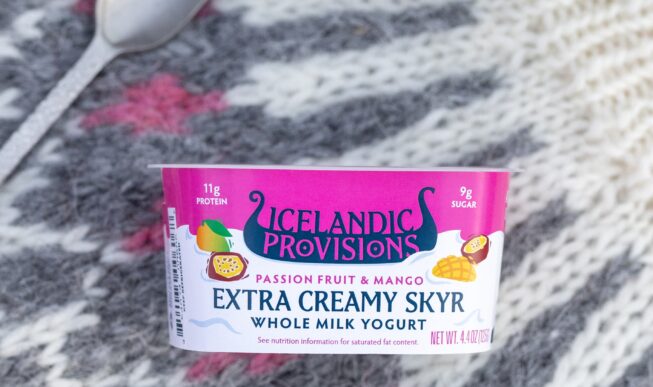 11g
PROTEIN
9g
SUGAR
ICELANDIC
PROVISIONS
PASSION FRUIT & MANGO
EXTRA CREAMY SKYR
WHOLE MILK YOGURT
See nutrition information for saturated fat content.
NET WT. 4.4 OZ (125g)